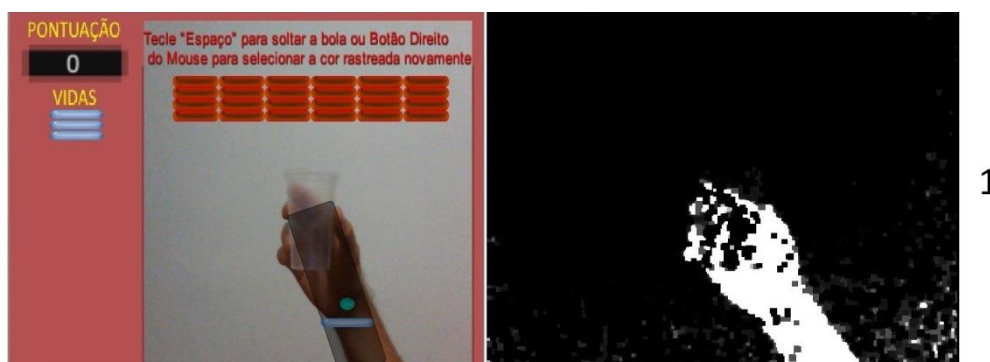 PONTUAÇÃO
0
VIDAS
Tecle "Espaço" para soltar a bola ou Botão Direito
do Mouse para selecionar a cor rastreada novamente
1